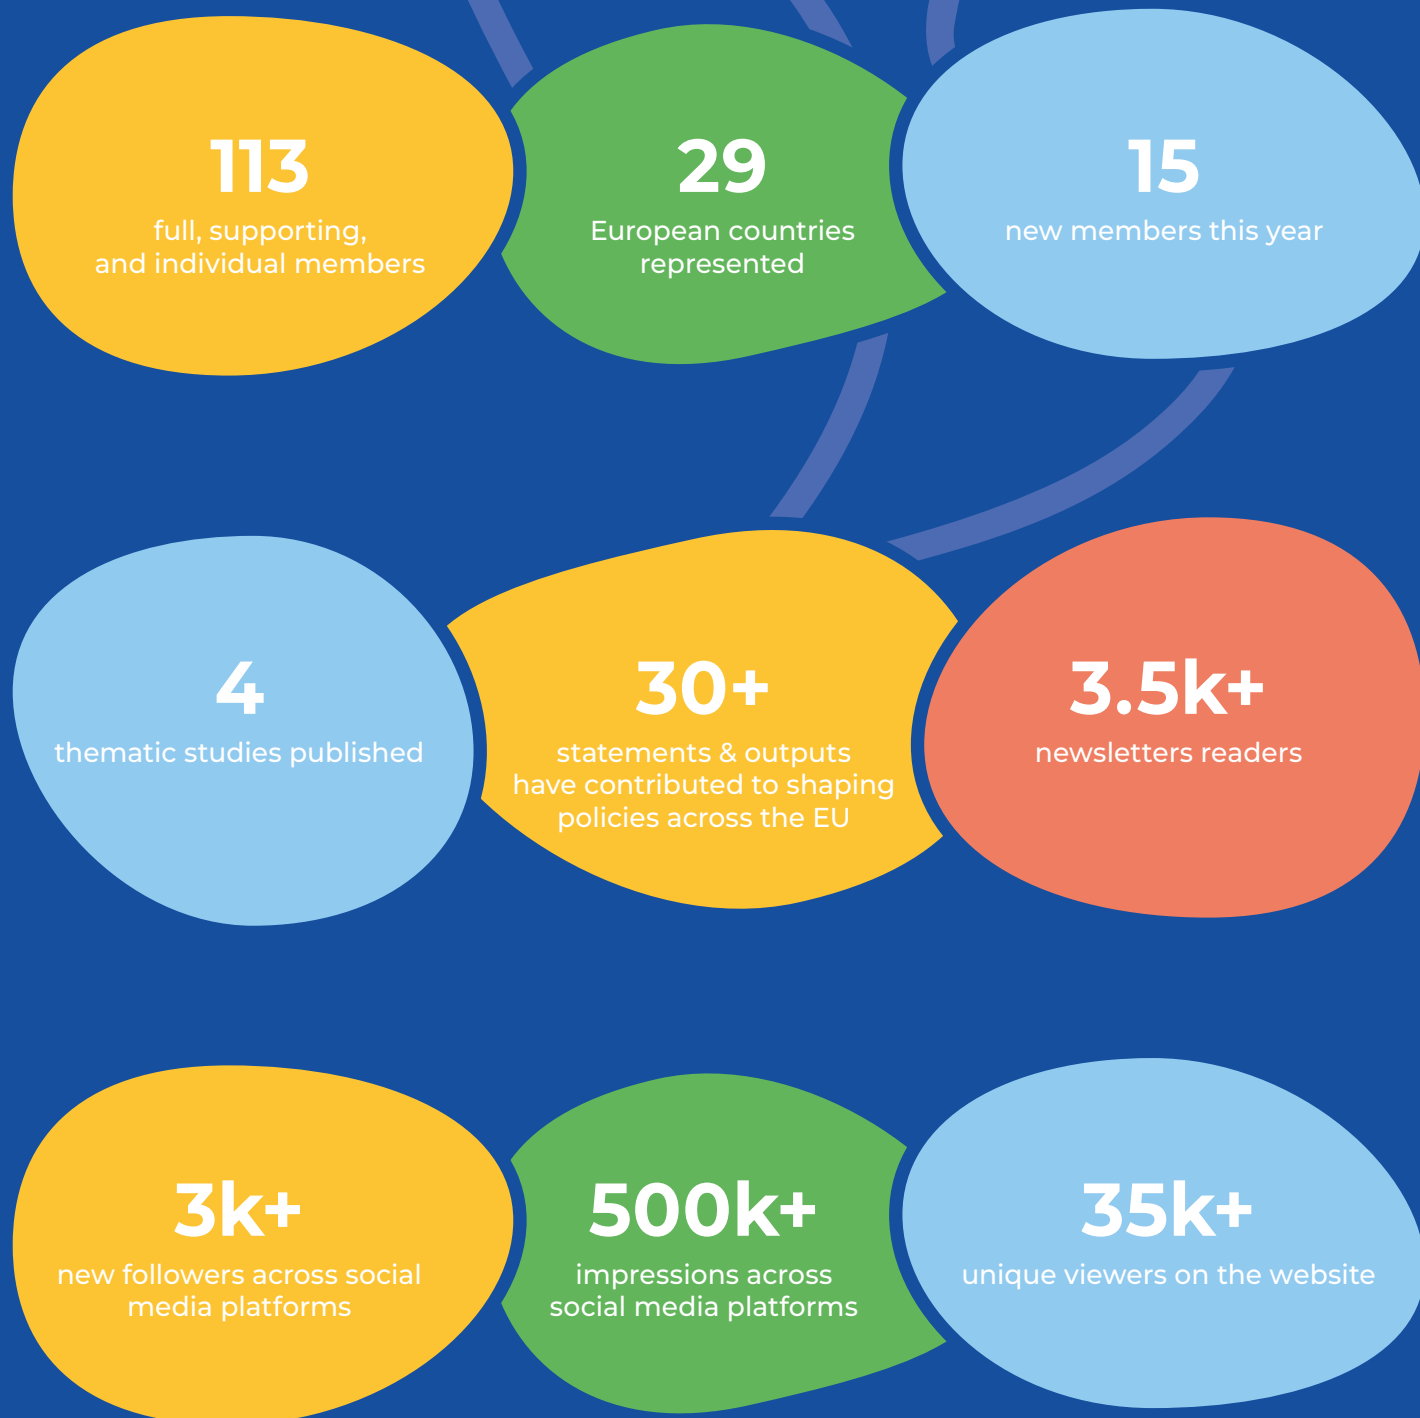 113
full, supporting,
and individual members
29
European countries
represented
15
new members this year
4
thematic studies published
30+
statements & outputs
have contributed to shaping
policies across the EU
3.5k+
newsletters readers
3k+
new followers across social
media platforms
500k+
impressions across
social media platforms
35k+
unique viewers on the website